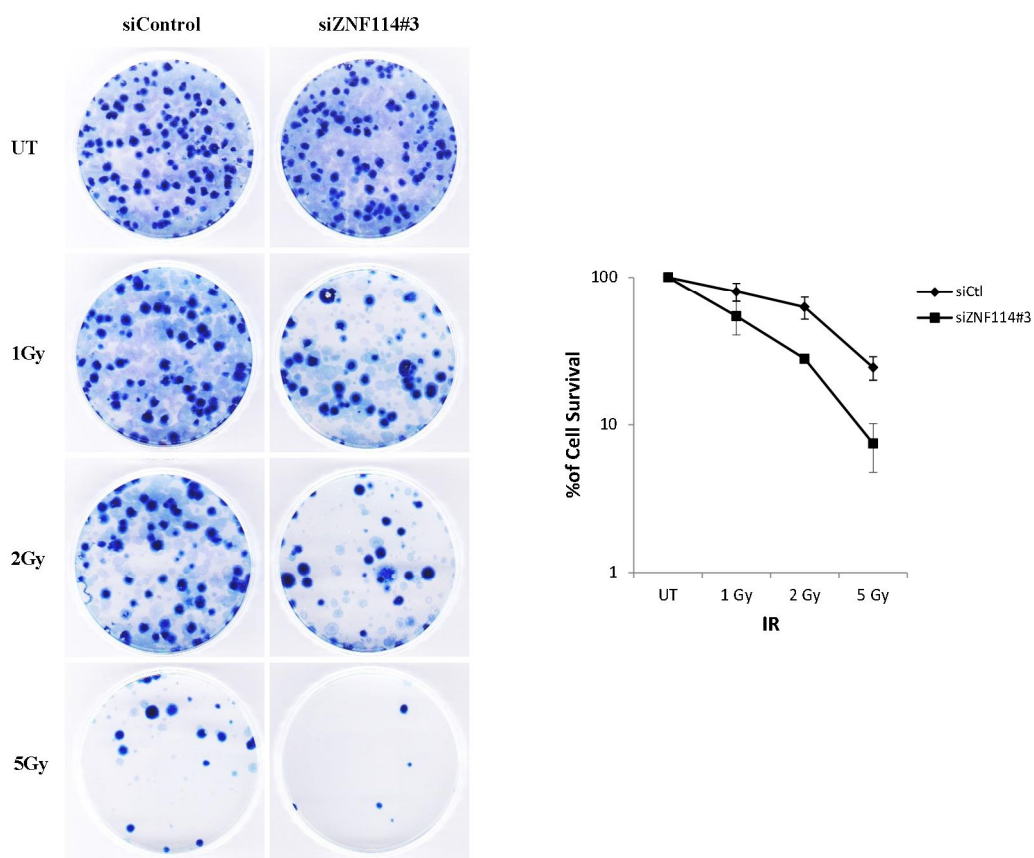 siControl siZNF114#3
UT
1Gy
2Gy
5Gy
%of Cell Survival
100
10
1
UT 1 Gy 2 Gy 5 Gy
IR
siCtl
siZNF114#3